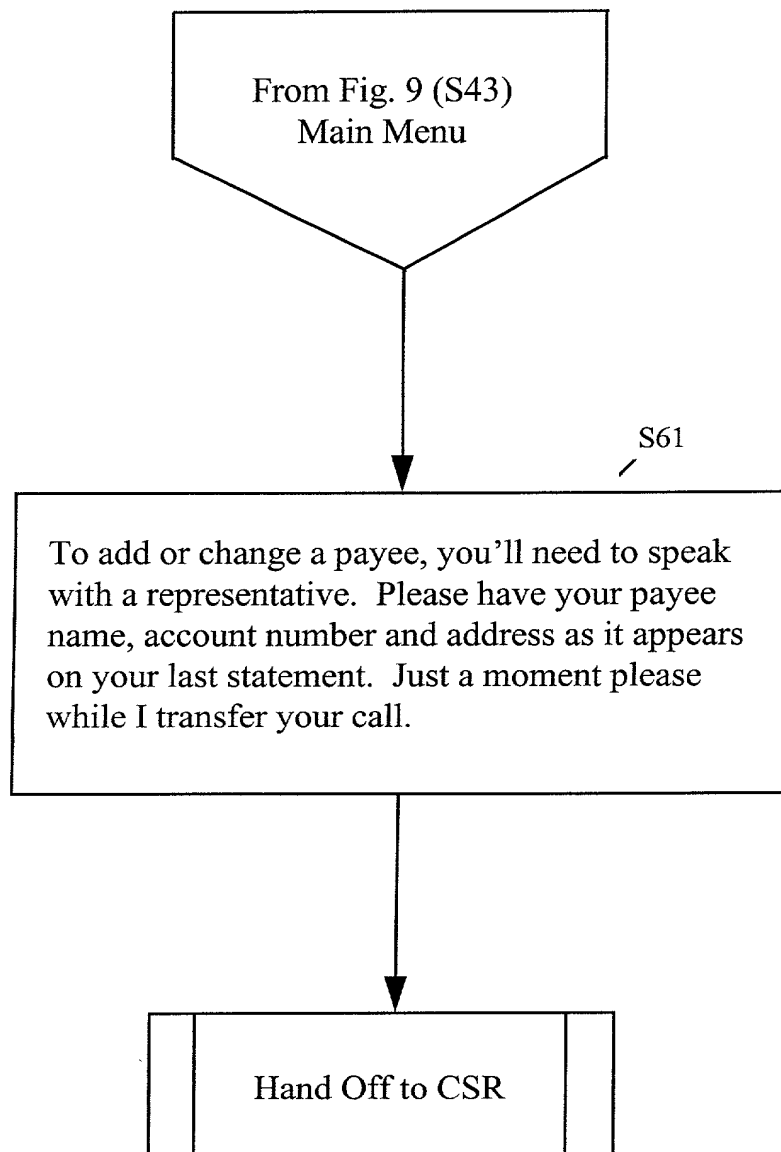 From Fig. 9 (S43)
Main Menu
S61
To add or change a payee, you’ll need to speak
with a representative.  Please have your payee
name, account number and address as it appears
on your last statement.  Just a moment please
while I transfer your call.
Hand Off to CSR